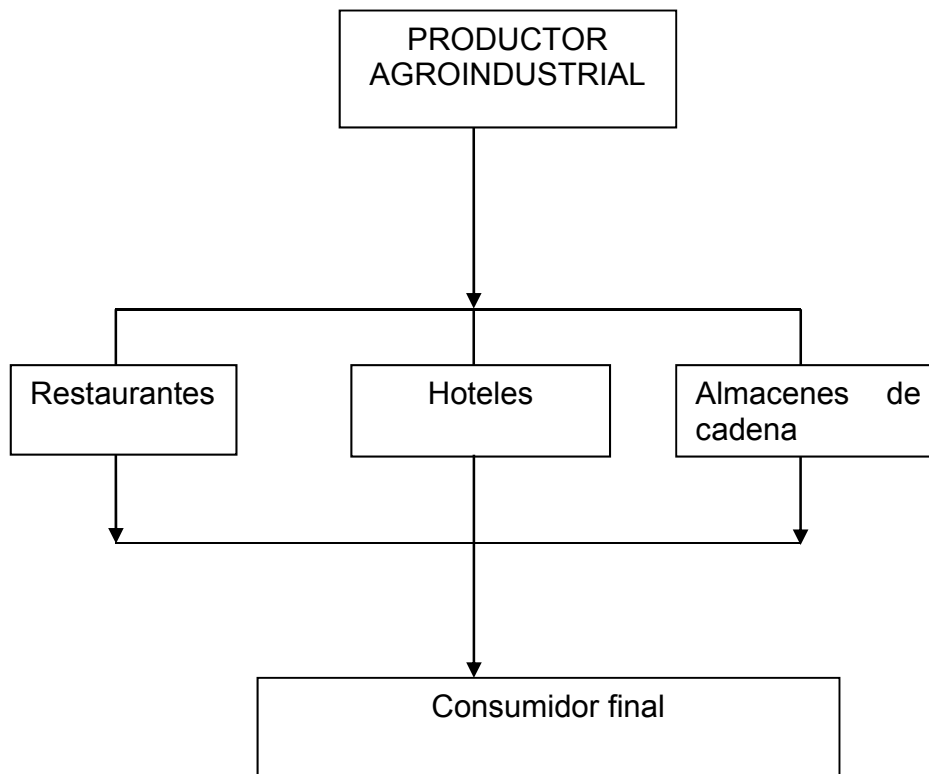 PRODUCTOR
AGROINDUSTRIAL
Restaurantes
Hoteles
Almacenes de
cadena
Consumidor final